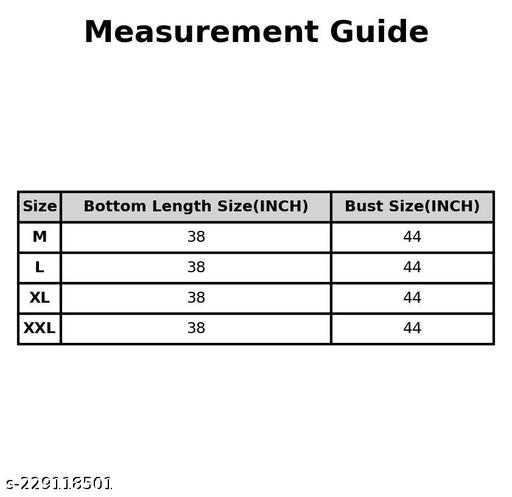 Measurement Guide
Size Bottom Length Size(INCH) Bust Size(INCH)
M 38 44
L 38 44
XL 38 44
XXL 38 44
s-229118501